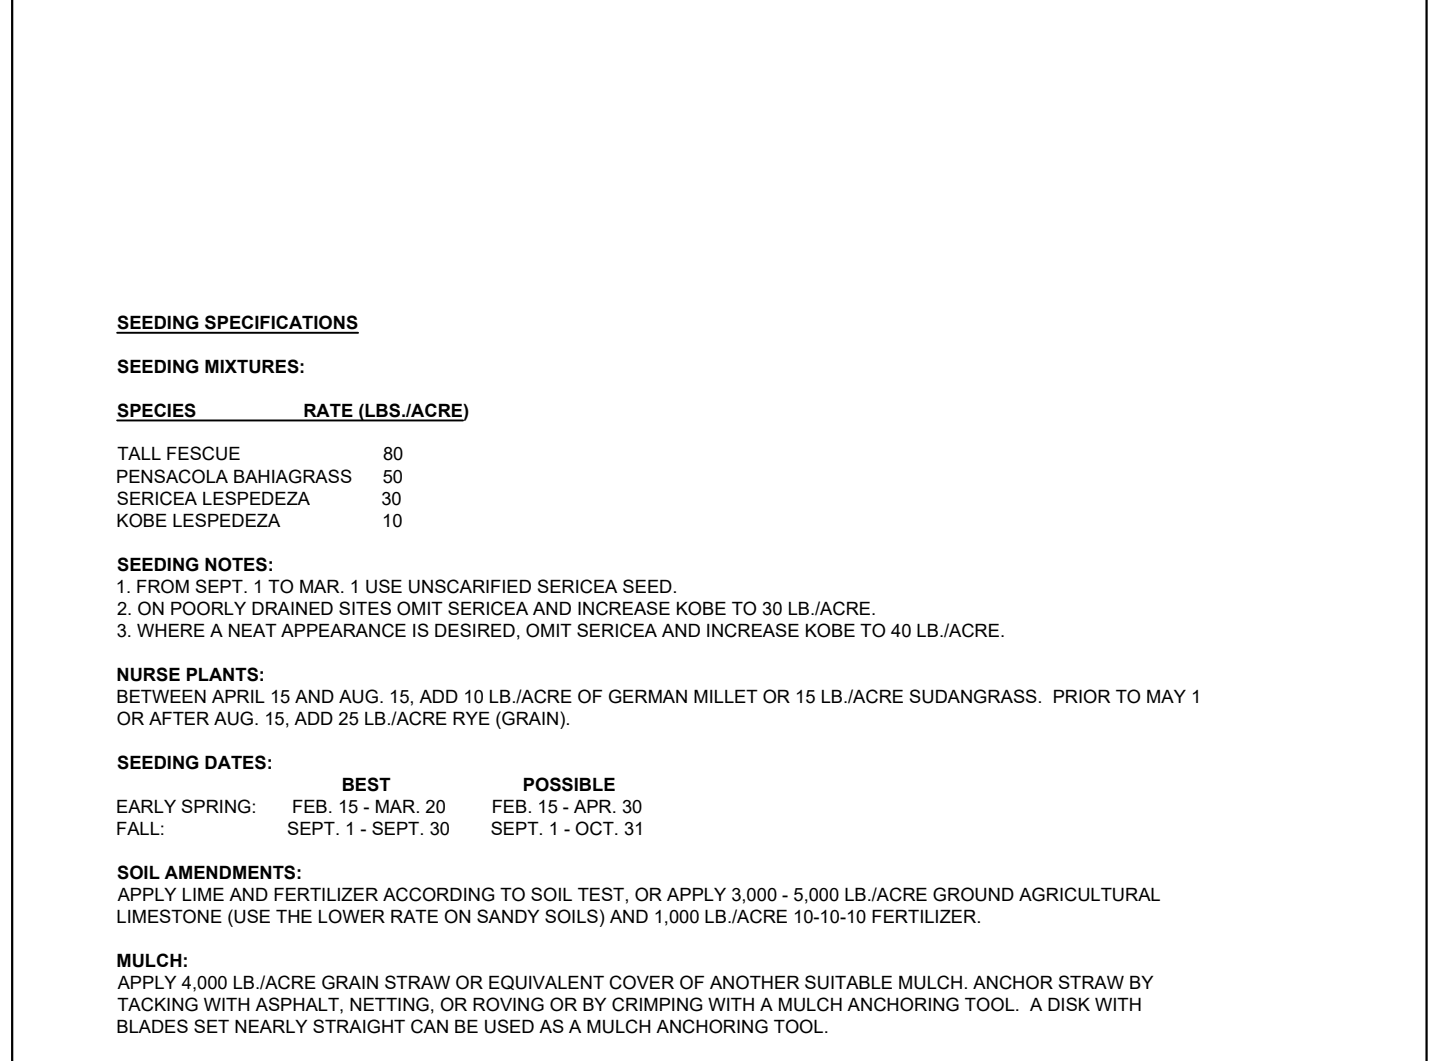 SEEDING SPECIFICATIONS
SEEDING MIXTURES:
SPECIES RATE (LBS./ACRE)
TALL FESCUE 80
PENSACOLA BAHIAGRASS 50
SERICEA LESPEDEZA 30
KOBE LESPEDEZA 10
SEEDING NOTES:
1. FROM SEPT. 1 TO MAR. 1 USE UNSCARIFIED SERICEA SEED.
2. ON POORLY DRAINED SITES OMIT SERICEA AND INCREASE KOBE TO 30 LB./ACRE.
3. WHERE A NEAT APPEARANCE IS DESIRED, OMIT SERICEA AND INCREASE KOBE TO 40 LB./ACRE.
NURSE PLANTS:
BETWEEN APRIL 15 AND AUG. 15, ADD 10 LB./ACRE OF GERMAN MILLET OR 15 LB./ACRE SUDANGRASS. PRIOR TO MAY 1
OR AFTER AUG. 15, ADD 25 LB./ACRE RYE (GRAIN).
SEEDING DATES:
BEST POSSIBLE
EARLY SPRING: FEB. 15 - MAR. 20 FEB. 15 - APR. 30
FALL: SEPT. 1 - SEPT. 30 SEPT. 1 - OCT. 31
SOIL AMENDMENTS:
APPLY LIME AND FERTILIZER ACCORDING TO SOIL TEST, OR APPLY 3,000 - 5,000 LB./ACRE GROUND AGRICULTURAL
LIMESTONE (USE THE LOWER RATE ON SANDY SOILS) AND 1,000 LB./ACRE 10-10-10 FERTILIZER.
MULCH:
APPLY 4,000 LB./ACRE GRAIN STRAW OR EQUIVALENT COVER OF ANOTHER SUITABLE MULCH. ANCHOR STRAW BY
TACKING WITH ASPHALT, NETTING, OR ROVING OR BY CRIMPING WITH A MULCH ANCHORING TOOL. A DISK WITH
BLADES SET NEARLY STRAIGHT CAN BE USED AS A MULCH ANCHORING TOOL.